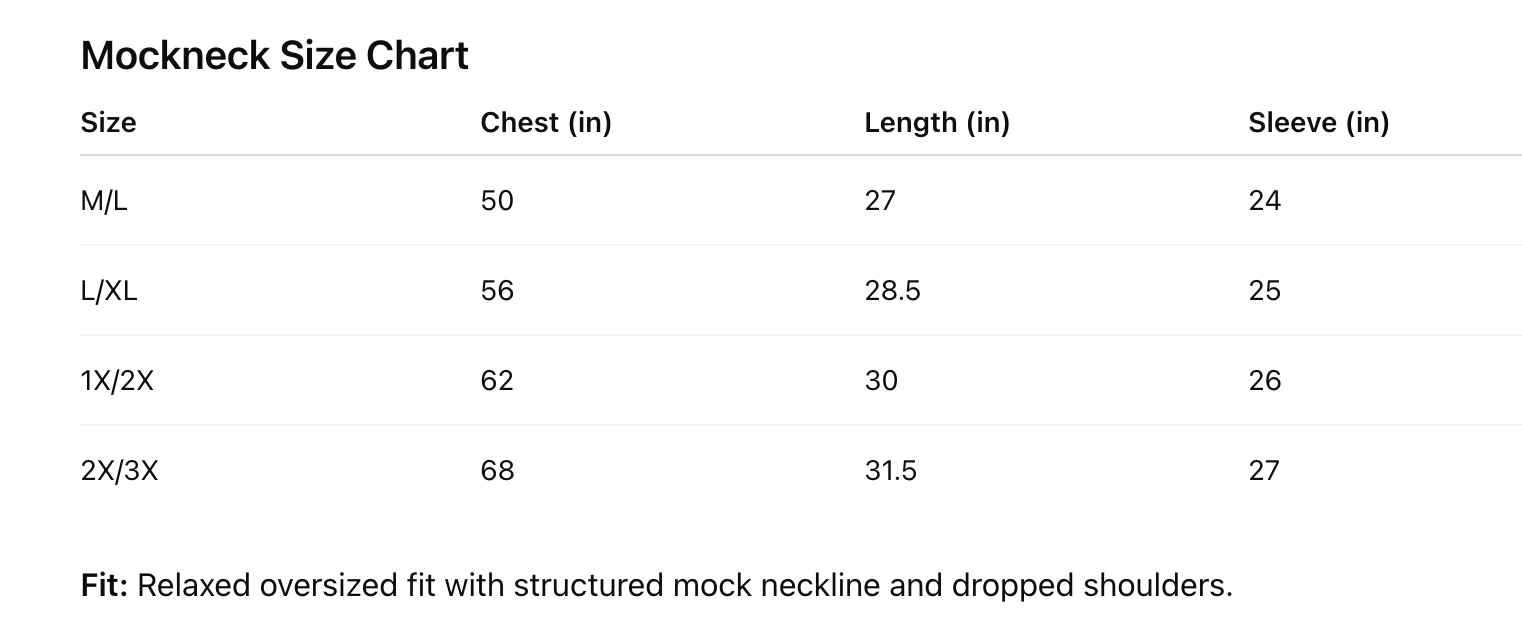 Mockneck Size Chart
Size Chest (in) Length (in) Sleeve (in)
M/L 50 27 24
L/XL 56 28.5 25
1X/2X 62 30 26
2X/3X 68 31.5 27
Fit: Relaxed oversized fit with structured mock neckline and dropped shoulders.